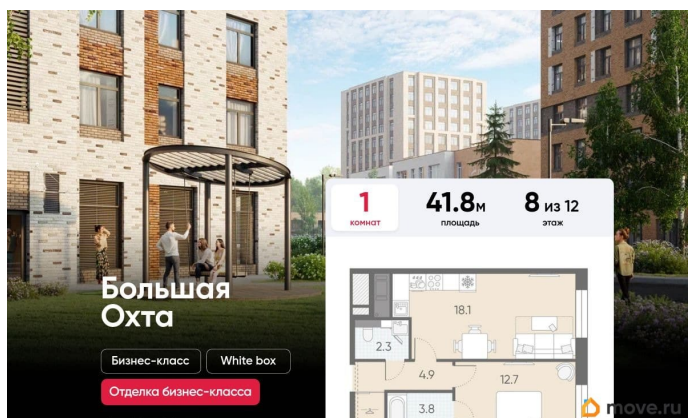 1
комнат
41.8м
площадь
8 из 12
этаж
Большая
Охта
Бизнес-класс
White box
Отделка бизнес-класса
18.1
2.3
4.9
12.7
3.8
move.ru